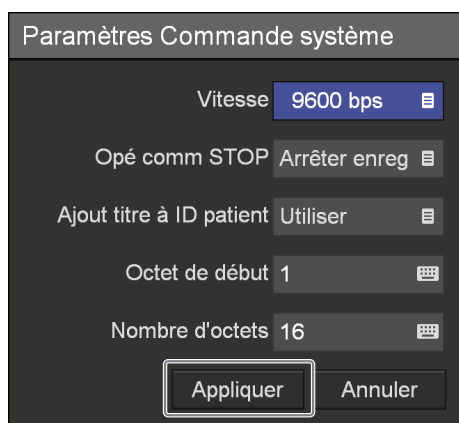 Paramètres Commande système
Vitesse 9600 bps
Opé comm STOP Arrêter enreg
Ajout titre à ID patient Utiliser
Octet de début 1
Nombre d'octets 16
Appliquer Annuler